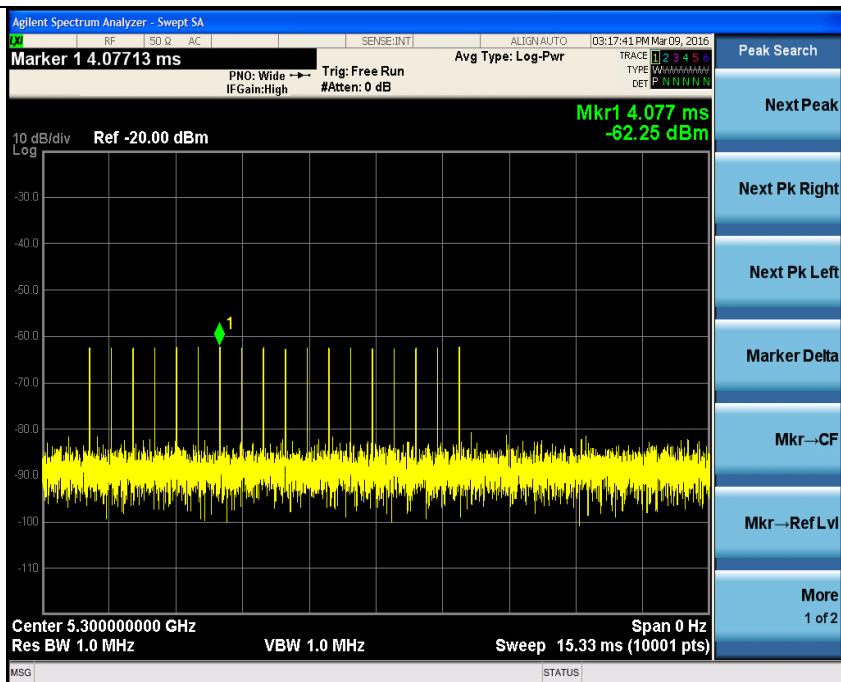 Agilent Spectrum Analyzer - Swept SA
LXI RF 50 Ω AC SENSE:INT ALIGN AUTO 03:17:41 PM Mar 09, 2016
Marker 1 4.07713 ms
PNO: Wide
IFGain:High
Trig: Free Run
#Atten: 0 dB
Avg Type: Log-Pwr
TRACE 1 2 3 4 5 6
TYPE WWWWWW
DET P N N N N N
Mkr1 4.077 ms
-62.25 dBm
10 dB/div Ref -20.00 dBm
Log
-30.0
-40.0
-50.0
1
-60.0
-70.0
-80.0
-90.0
-100
-110
Center 5.300000000 GHz Span 0 Hz
Res BW 1.0 MHz VBW 1.0 MHz Sweep 15.33 ms (10001 pts)
MSG STATUS
Peak Search
Next Peak
Next Pk Right
Next Pk Left
Marker Delta
Mkr→CF
Mkr→Ref Lvl
More
1 of 2